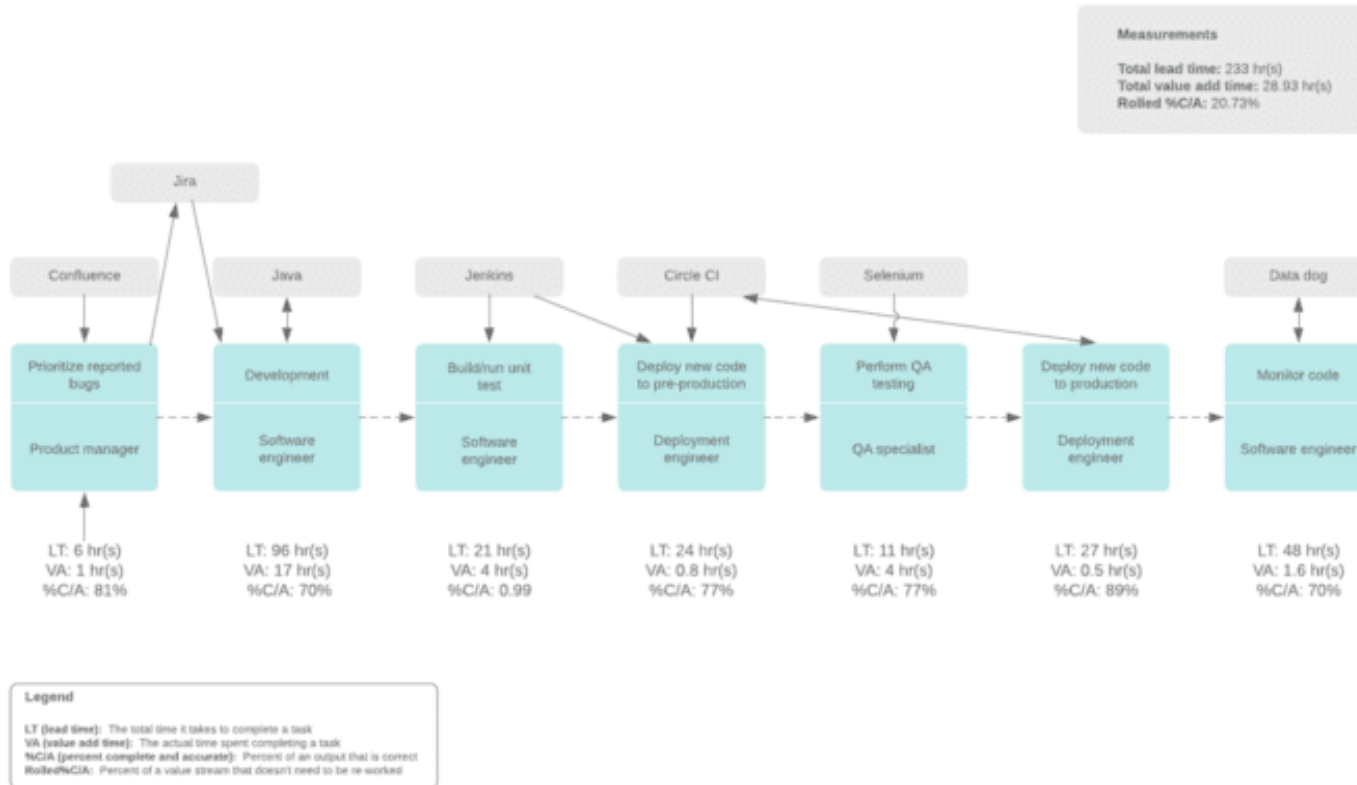 Measurements
Total lead time: 233 hr(s)
Total value add time: 28.93 hr(s)
Rolled %C/A: 20.73%
Jira
Confluence
Java
Jenkins
Circle CI
Selenium
Data dog
Prioritize reported
bugs
Product manager
Development
Software
engineer
Build/run unit
test
Software
engineer
Deploy new code
to pre-production
Deployment
engineer
Perform QA
testing
QA specialist
Deploy new code
to production
Deployment
engineer
Monitor code
Software engineer
LT: 6 hr(s)
VA: 1 hr(s)
%C/A: 81%
LT: 96 hr(s)
VA: 17 hr(s)
%C/A: 70%
LT: 21 hr(s)
VA: 4 hr(s)
%C/A: 0.99
LT: 24 hr(s)
VA: 0.8 hr(s)
%C/A: 77%
LT: 11 hr(s)
VA: 4 hr(s)
%C/A: 77%
LT: 27 hr(s)
VA: 0.5 hr(s)
%C/A: 89%
LT: 48 hr(s)
VA: 1.6 hr(s)
%C/A: 70%
Legend
LT (lead time): The total time it takes to complete a task
VA (value add time): The actual time spent completing a task
%C/A (percent complete and accurate): Percent of an output that is correct
Rolled%C/A: Percent of a value stream that doesn't need to be re-worked